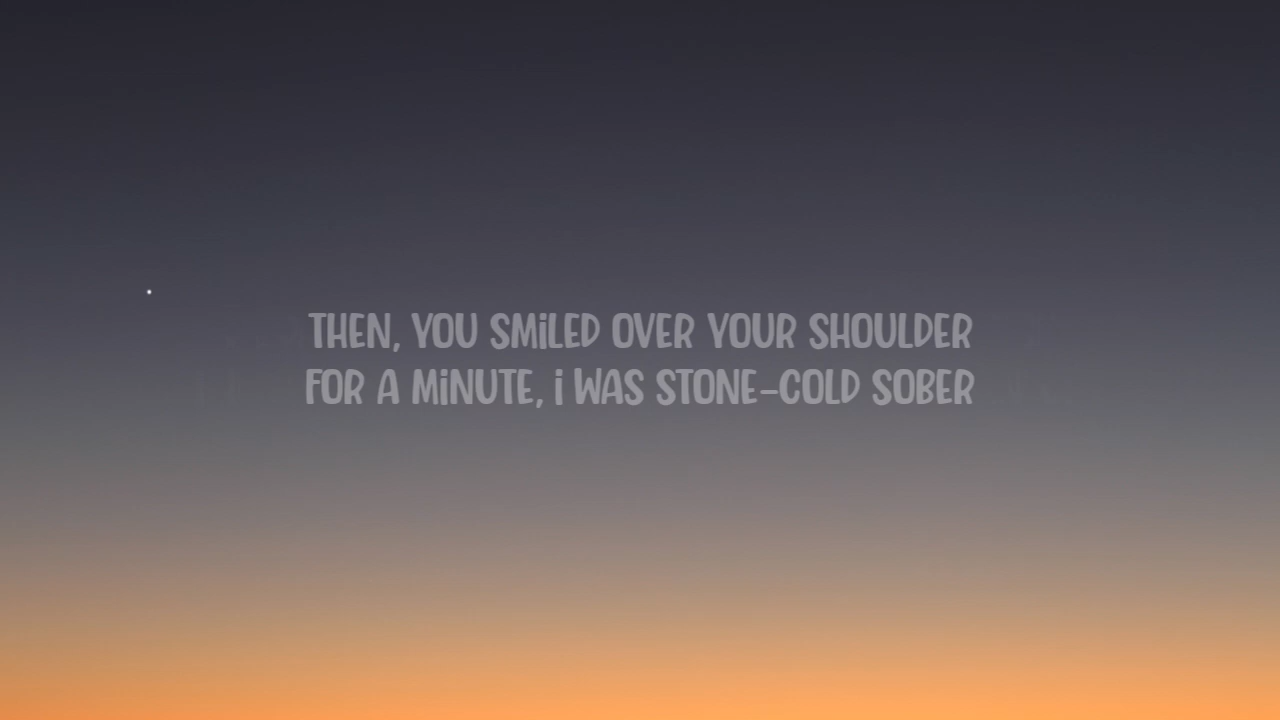 THEN, YOU SMiLED OVER YOUR SHOULDER
FOR A MiNUTE, i WAS STONE-COLD SOBER